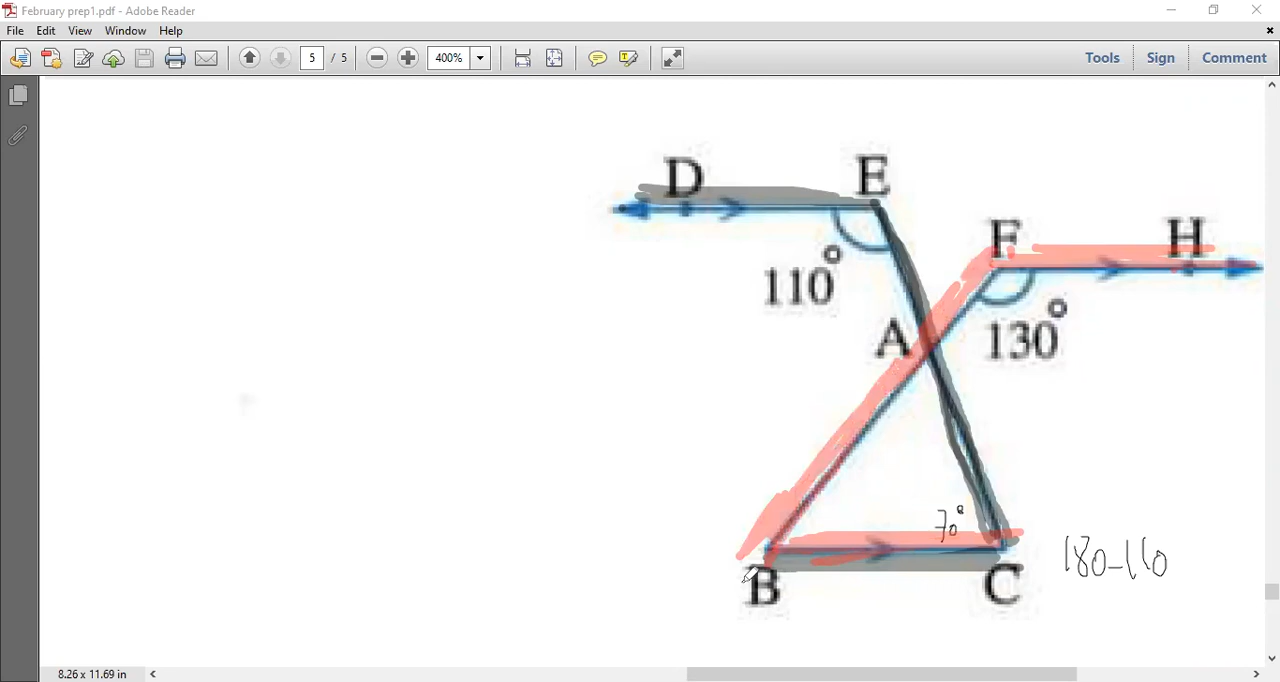 February prep1.pdf - Adobe Reader
File Edit View Window Help
5 / 5 400% Tools Sign Comment
D E
F H
110°
A 130°
70°
B C 180-110
8.26 x 11.69 in